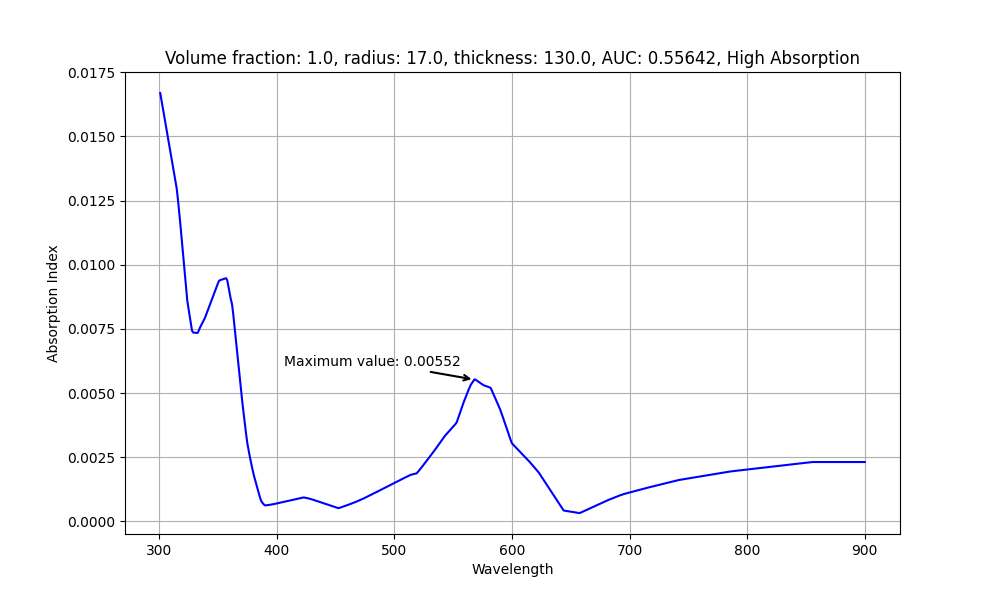 Volume fraction: 1.0, radius: 17.0, thickness: 130.0, AUC: 0.55642, High Absorption
0.0175
0.0150
0.0125
0.0100
0.0075
0.0050
0.0025
0.0000
Absorption Index
Maximum value: 0.00552
300 400 500 600 700 800 900
Wavelength